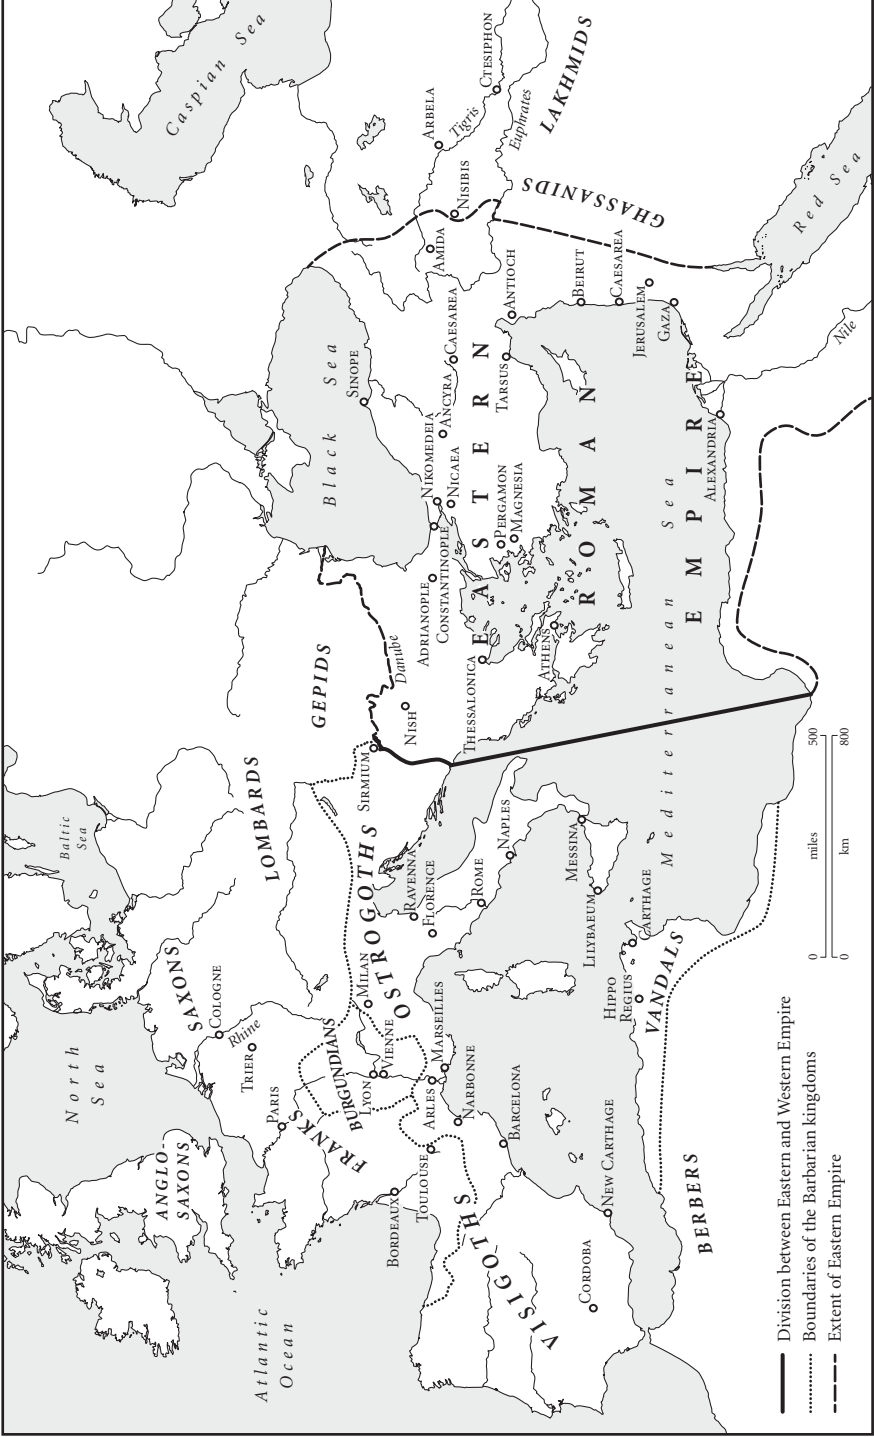 Atlantic
Ocean
North
Sea
Baltic
Sea
Caspian Sea
Black Sea
Mediterranean Sea
Red Sea
ANGLO-
SAXONS
SAXONS
FRANKS
BURGUNDIANS
VISIGOTHS
OSTROGOTHS
LOMBARDS
GEPIDS
VANDALS
BERBERS
GHASSANIDS
LAKHMIDS
EASTERN
ROMAN
EMPIRE
COLOGNE
Rhine
TRIER
PARIS
BORDEAUX
TOULOUSE
LYON
VIENNE
ARLES
MARSEILLES
NARBONNE
BARCELONA
NEW CARTHAGE
CORDOBA
MILAN
RAVENNA
FLORENCE
ROME
NAPLES
MESSINA
LILYBAEUM
CARTHAGE
HIPPO
REGIUS
SIRMIUM
NISH
Danube
THESSALONICA
ATHENS
ADRIANOPLE
CONSTANTINOPLE
NIKOMEDEIA
NICAEA
PERGAMON
MAGNESIA
ANCYRA
CAESAREA
SINOPE
TARSUS
ANTIOCH
AMIDA
NISIBIS
ARBELA
Tigris
CTESIPHON
Euphrates
BEIRUT
CAESAREA
JERUSALEM
GAZA
ALEXANDRIA
Nile
0 miles 500
0 km 800
Division between Eastern and Western Empire
Boundaries of the Barbarian kingdoms
Extent of Eastern Empire